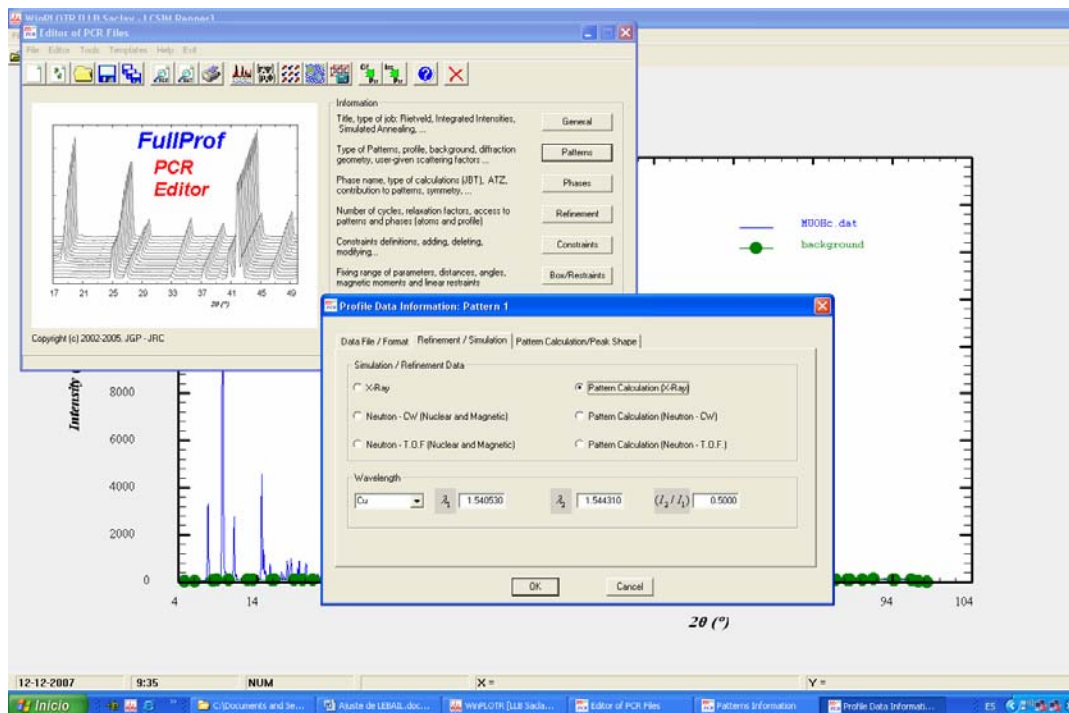 WinPLOTR [LLB Saclay - LCSIM Rennes]
Editor of PCR Files
File Editor Tools Templates Help Exit
FullProf
PCR
Editor
17 21 25 29 33 37 41 45 49
2θ (°)
Copyright (c) 2002-2005, JGP - JRC
Information
Title, type of job: Rietveld, Integrated Intensities,
Simulated Annealing, ...
General
Type of Patterns, profile, background, diffraction
geometry, user-given scattering factors ...
Patterns
Phase name, type of calculations (JBT), ATZ,
contribution to patterns, symmetry, ...
Phases
Number of cycles, relaxation factors, access to
patterns and phases (atoms and profile)
Refinement
Constraints definitions, adding, deleting,
modifying...
Constraints
Fixing range of parameters, distances, angles,
magnetic moments and linear restraints
Box/Restraints
MUOHc.dat
background
Profile Data Information: Pattern 1
Data File / Format Refinement / Simulation Pattern Calculation/Peak Shape
Simulation / Refinement Data
X-Ray
Pattern Calculation (X-Ray)
Neutron - CW (Nuclear and Magnetic)
Pattern Calculation (Neutron - CW)
Neutron - T.O.F (Nuclear and Magnetic)
Pattern Calculation (Neutron - T.O.F.)
Wavelength
Cu λ1 1.540530 λ2 1.544310 (I2 / I1) 0.5000
OK Cancel
Intensity
8000
6000
4000
2000
0
4 14 94 104
2θ (°)
12-12-2007 9:35 NUM X = Y =
Inicio C:\Documents and Se... Ajuste de LEBAIL.doc... WinPLOTR [LLB Sacla... Editor of PCR Files Patterns Information Profile Data Informati... ES